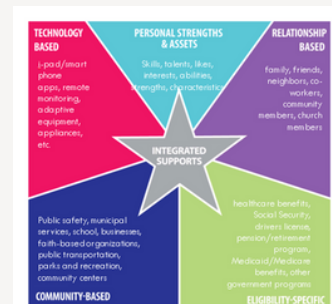 TECHNOLOGY
BASED
i-pad/smart
phone
apps, remote
monitoring,
adaptive
equipment,
appliances,
etc.
PERSONAL STRENGTHS
& ASSETS
Skills, talents, likes,
interests, abilities,
strengths, characteristics
RELATIONSHIP
BASED
family, friends,
neighbors, co-
workers,
community
members, church
members
INTEGRATED
SUPPORTS
Public safety, municipal
services, school, businesses,
faith-based organizations,
public transportation,
parks and recreation,
community centers
COMMUNITY-BASED
healthcare benefits,
Social Security,
drivers license,
pension/retirement
program,
Medicaid/Medicare
benefits, other
government programs
ELIGIBILITY-SPECIFIC